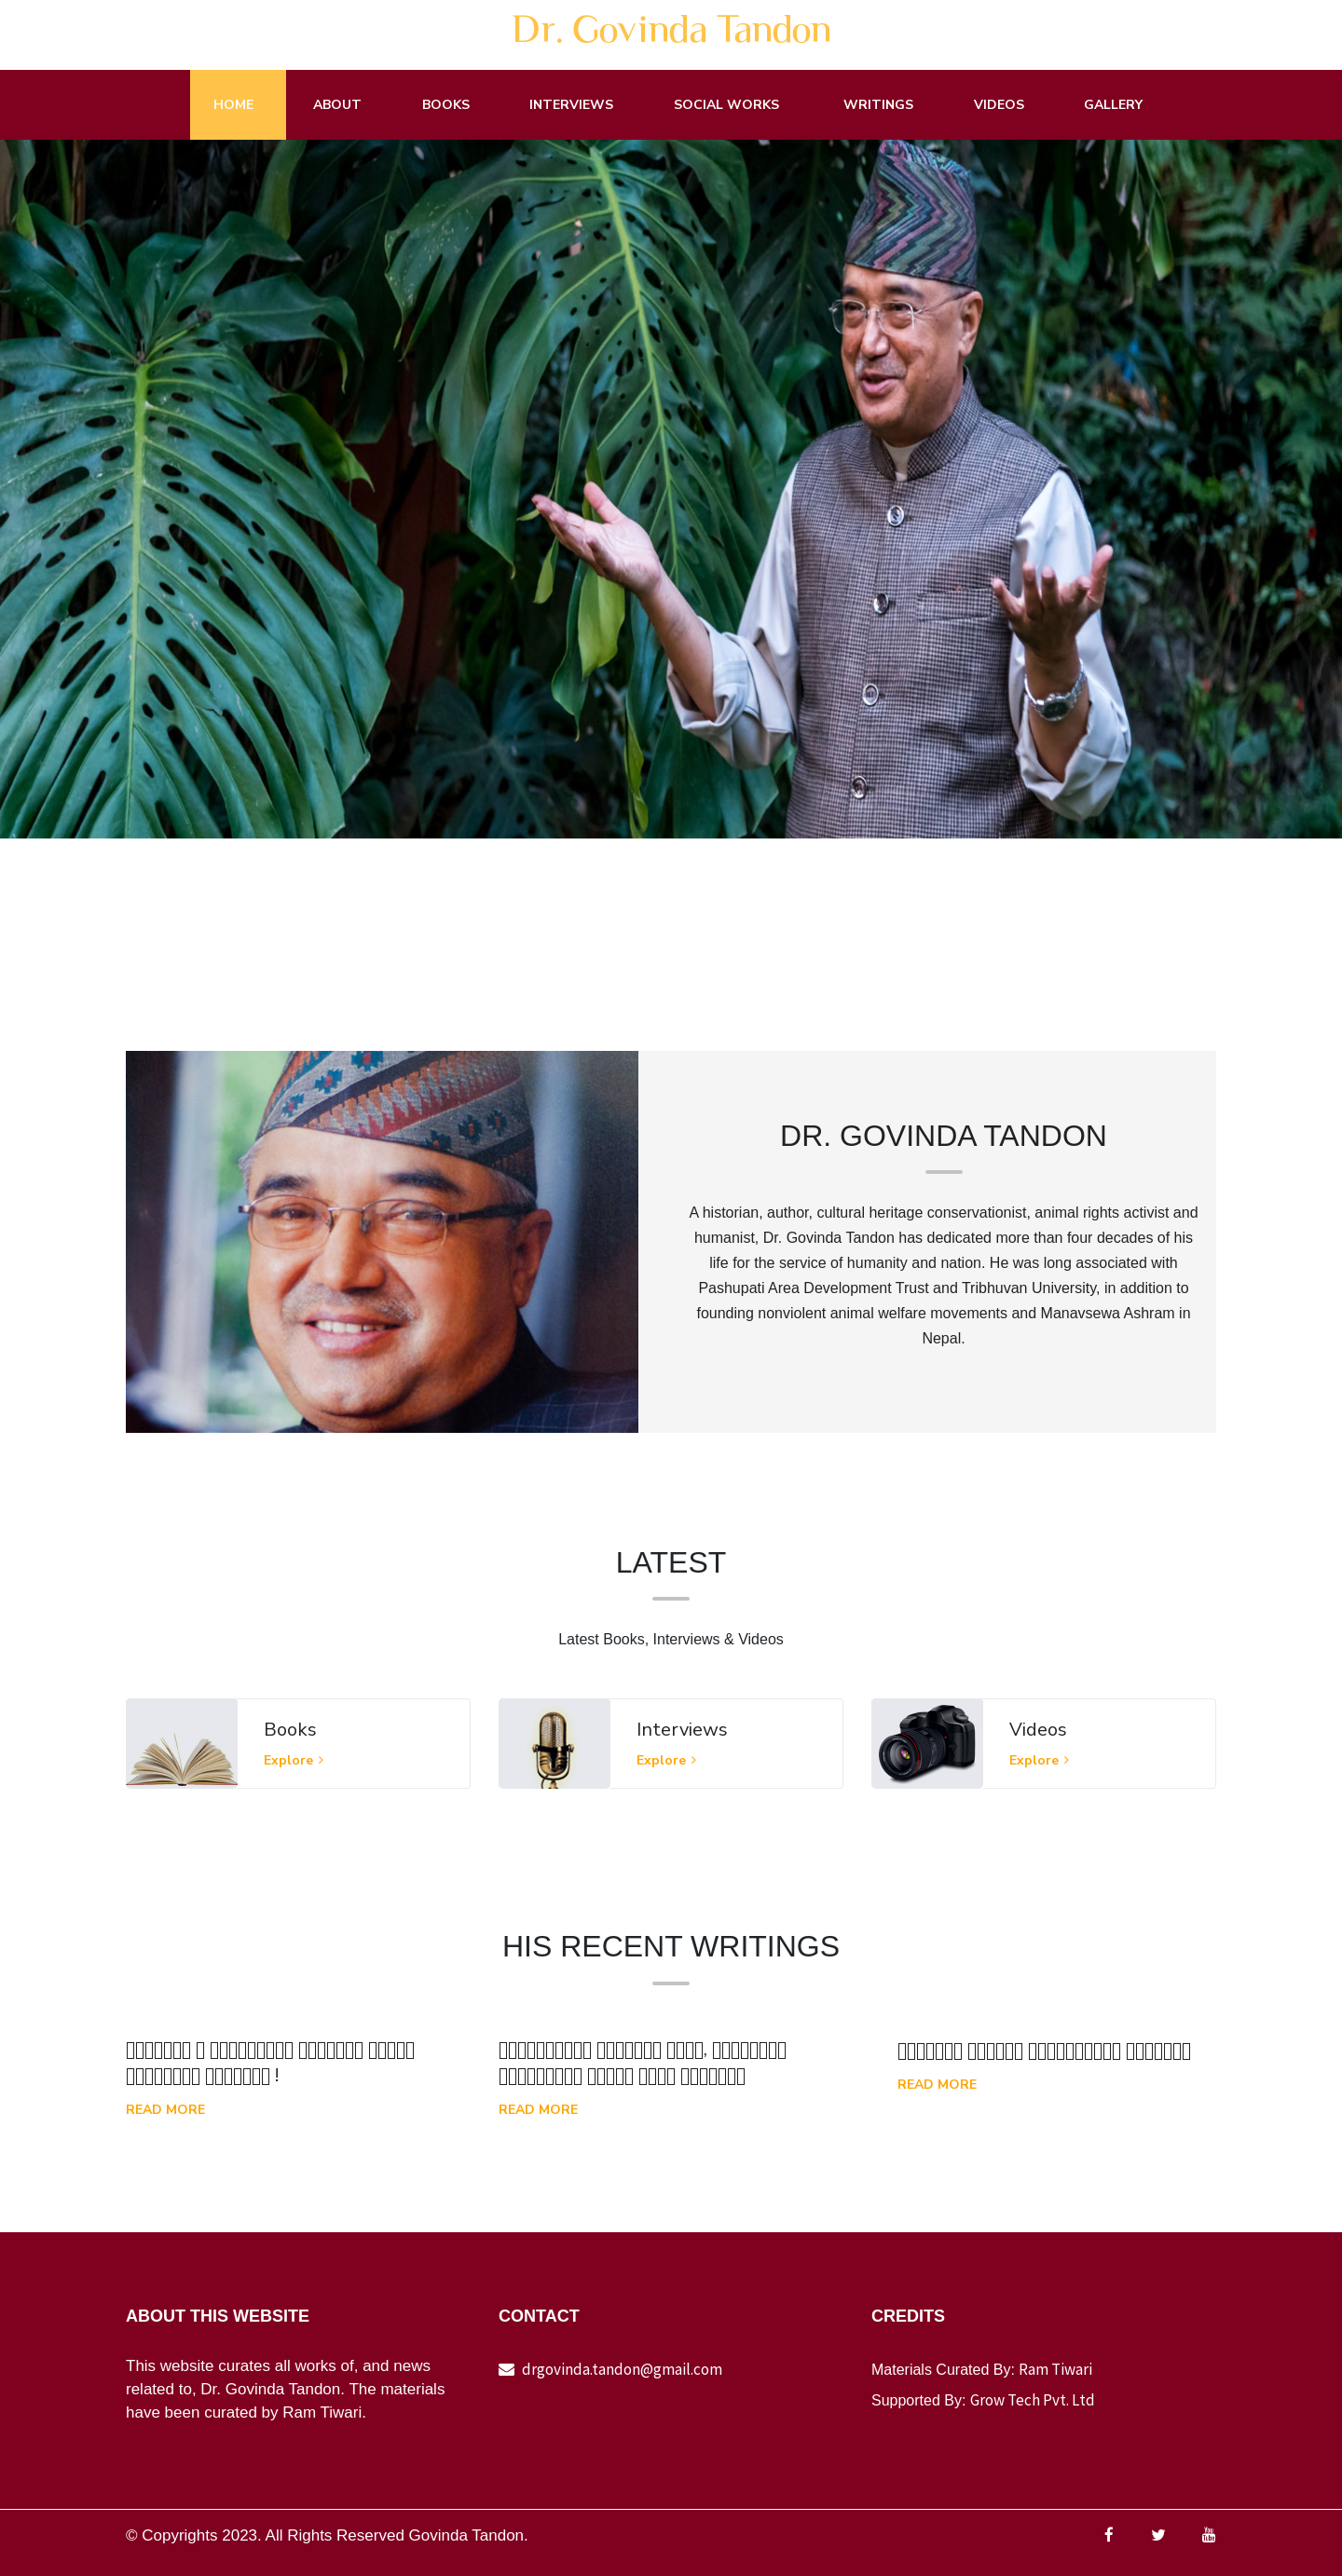 Dr. Govinda Tandon
HOME ABOUT BOOKS INTERVIEWS SOCIAL WORKS WRITINGS VIDEOS GALLERY
DR. GOVINDA TANDON
A historian, author, cultural heritage conservationist, animal rights activist and
humanist, Dr. Govinda Tandon has dedicated more than four decades of his
life for the service of humanity and nation. He was long associated with
Pashupati Area Development Trust and Tribhuvan University, in addition to
founding nonviolent animal welfare movements and Manavsewa Ashram in
Nepal.
LATEST
Latest Books, Interviews & Videos
Books
Explore
Interviews
Explore
Videos
Explore
HIS RECENT WRITINGS
READ MORE
READ MORE
READ MORE
ABOUT THIS WEBSITE
This website curates all works of, and news
related to, Dr. Govinda Tandon. The materials
have been curated by Ram Tiwari.
CONTACT
drgovinda.tandon@gmail.com
CREDITS
Materials Curated By: Ram Tiwari
Supported By: Grow Tech Pvt. Ltd
© Copyrights 2023. All Rights Reserved Govinda Tandon.